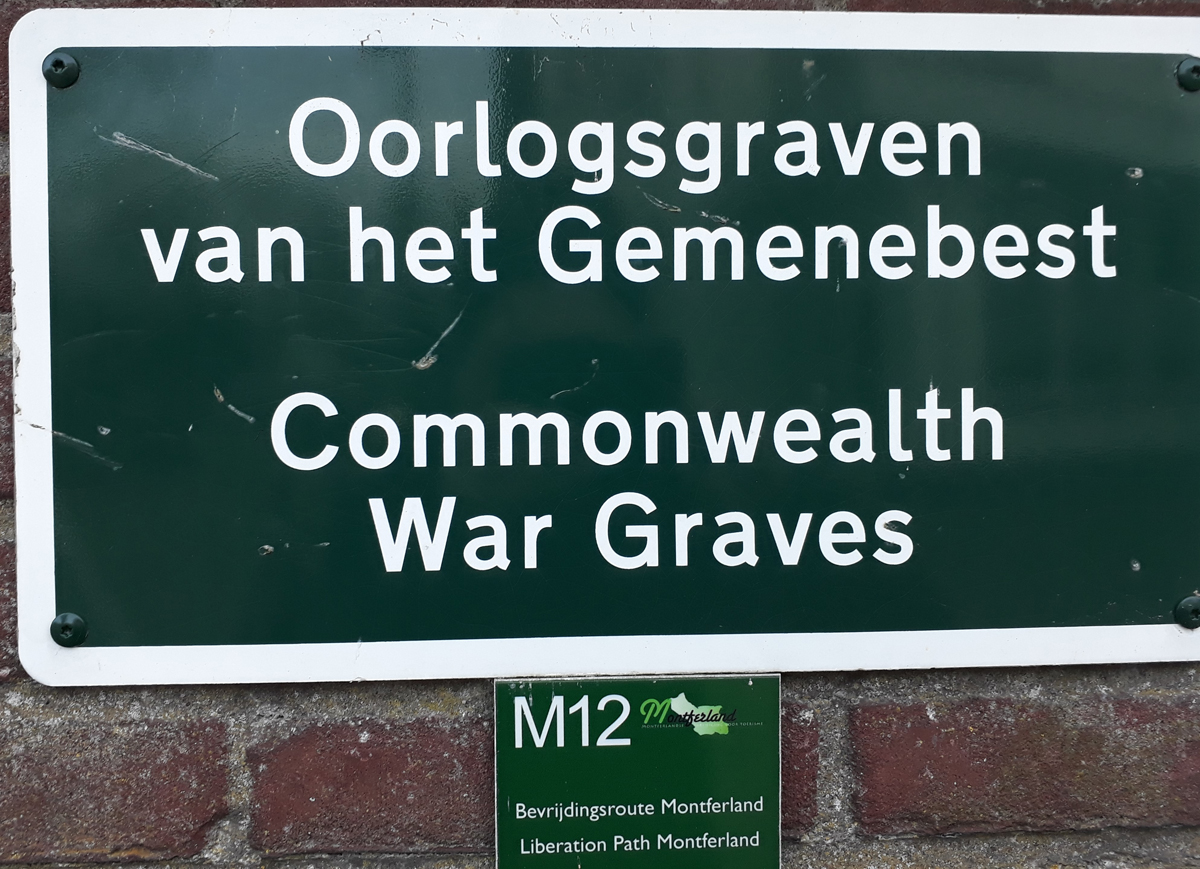 Oorlogsgraven
van het Gemenebest
Commonwealth
War Graves
M12
Montferland
Bevrijdingsroute Montferland
Liberation Path Montferland